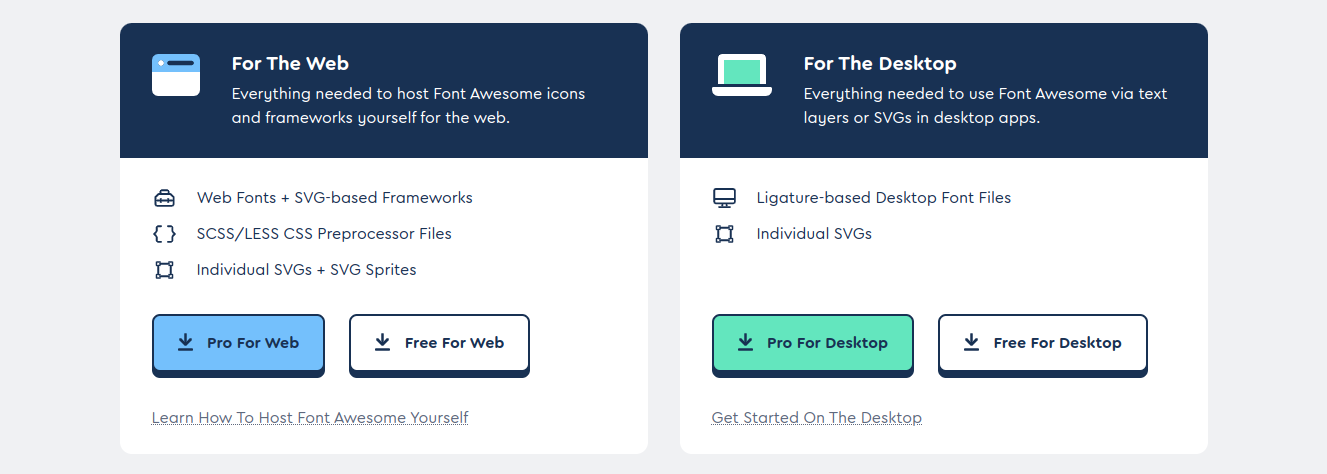 For The Web
Everything needed to host Font Awesome icons
and frameworks yourself for the web.
Web Fonts + SVG-based Frameworks
SCSS/LESS CSS Preprocessor Files
Individual SVGs + SVG Sprites
Pro For Web
Free For Web
Learn How To Host Font Awesome Yourself
For The Desktop
Everything needed to use Font Awesome via text
layers or SVGs in desktop apps.
Ligature-based Desktop Font Files
Individual SVGs
Pro For Desktop
Free For Desktop
Get Started On The Desktop